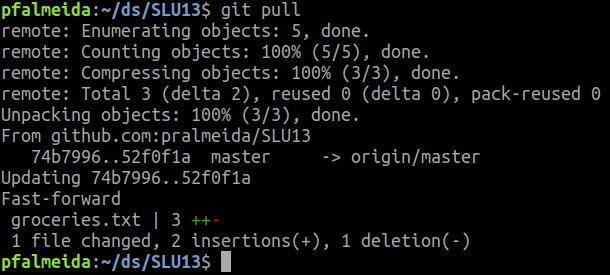 pfalmeida:~/ds/SLU13$ git pull
remote: Enumerating objects: 5, done.
remote: Counting objects: 100% (5/5), done.
remote: Compressing objects: 100% (3/3), done.
remote: Total 3 (delta 2), reused 0 (delta 0), pack-reused 0
Unpacking objects: 100% (3/3), done.
From github.com:pralmeida/SLU13
   74b7996..52f0f1a  master     -> origin/master
Updating 74b7996..52f0f1a
Fast-forward
 groceries.txt | 3 ++-
 1 file changed, 2 insertions(+), 1 deletion(-)
pfalmeida:~/ds/SLU13$